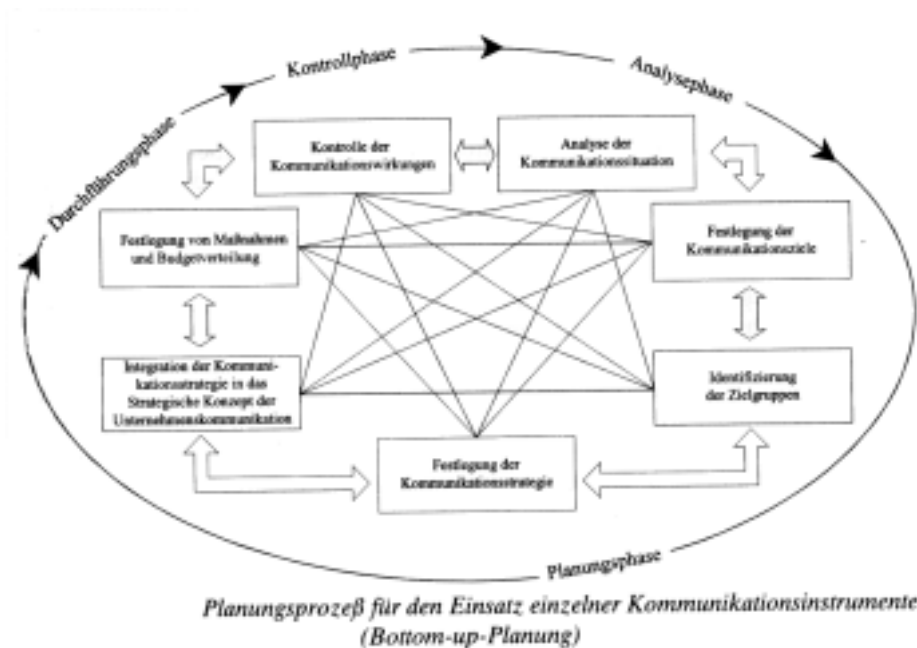 Kontrollphase
Analysephase
Durchführungsphase
Kontrolle der
Kommunikationswirkungen
Analyse der
Kommunikationssituation
Festlegung von Maßnahmen
und Budgetverteilung
Festlegung der
Kommunikationsziele
Integration der Kommuni-
kationsstrategie in das
Strategische Konzept der
Unternehmenskommunikation
Identifizierung
der Zielgruppen
Festlegung der
Kommunikationsstrategie
Planungsphase
Planungsprozeß für den Einsatz einzelner Kommunikationsinstrumente
(Bottom-up-Planung)